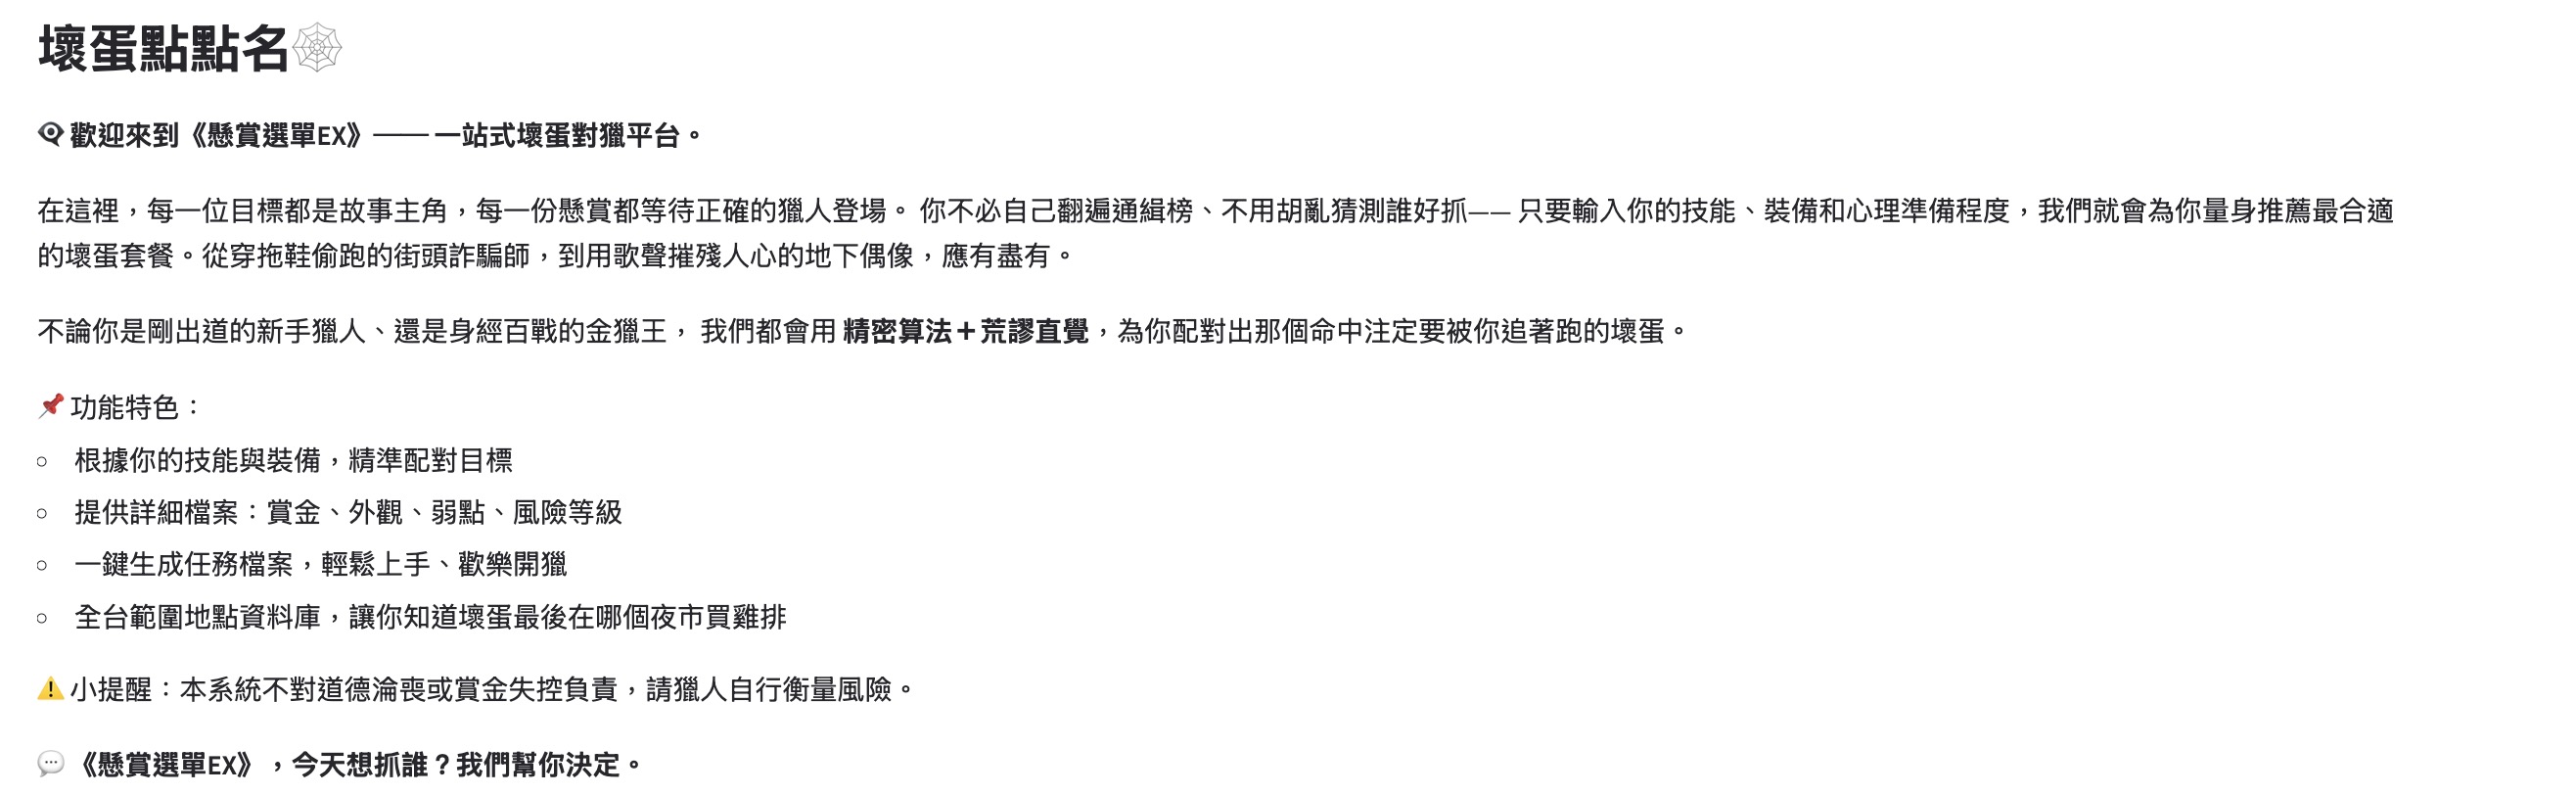 壞蛋點點名🕸️
👁️‍🗨️ 歡迎來到《懸賞選單EX》—— 一站式壞蛋對獵平台。
在這裡，每一位目標都是故事主角，每一份懸賞都等待正確的獵人登場。 你不必自己翻遍通緝榜、不用胡亂猜測誰好抓—— 只要輸入你的技能、裝備和心理準備程度，我們就會為你量身推薦最合適
的壞蛋套餐。從穿拖鞋偷跑的街頭詐騙師，到用歌聲摧殘人心的地下偶像，應有盡有。
不論你是剛出道的新手獵人、還是身經百戰的金獵王， 我們都會用 精密算法＋荒謬直覺，為你配對出那個命中注定要被你追著跑的壞蛋。
📌 功能特色：
◦ 根據你的技能與裝備，精準配對目標
◦ 提供詳細檔案：賞金、外觀、弱點、風險等級
◦ 一鍵生成任務檔案，輕鬆上手、歡樂開獵
◦ 全台範圍地點資料庫，讓你知道壞蛋最後在哪個夜市買雞排
⚠️ 小提醒：本系統不對道德淪喪或賞金失控負責，請獵人自行衡量風險。
💬 《懸賞選單EX》，今天想抓誰？我們幫你決定。